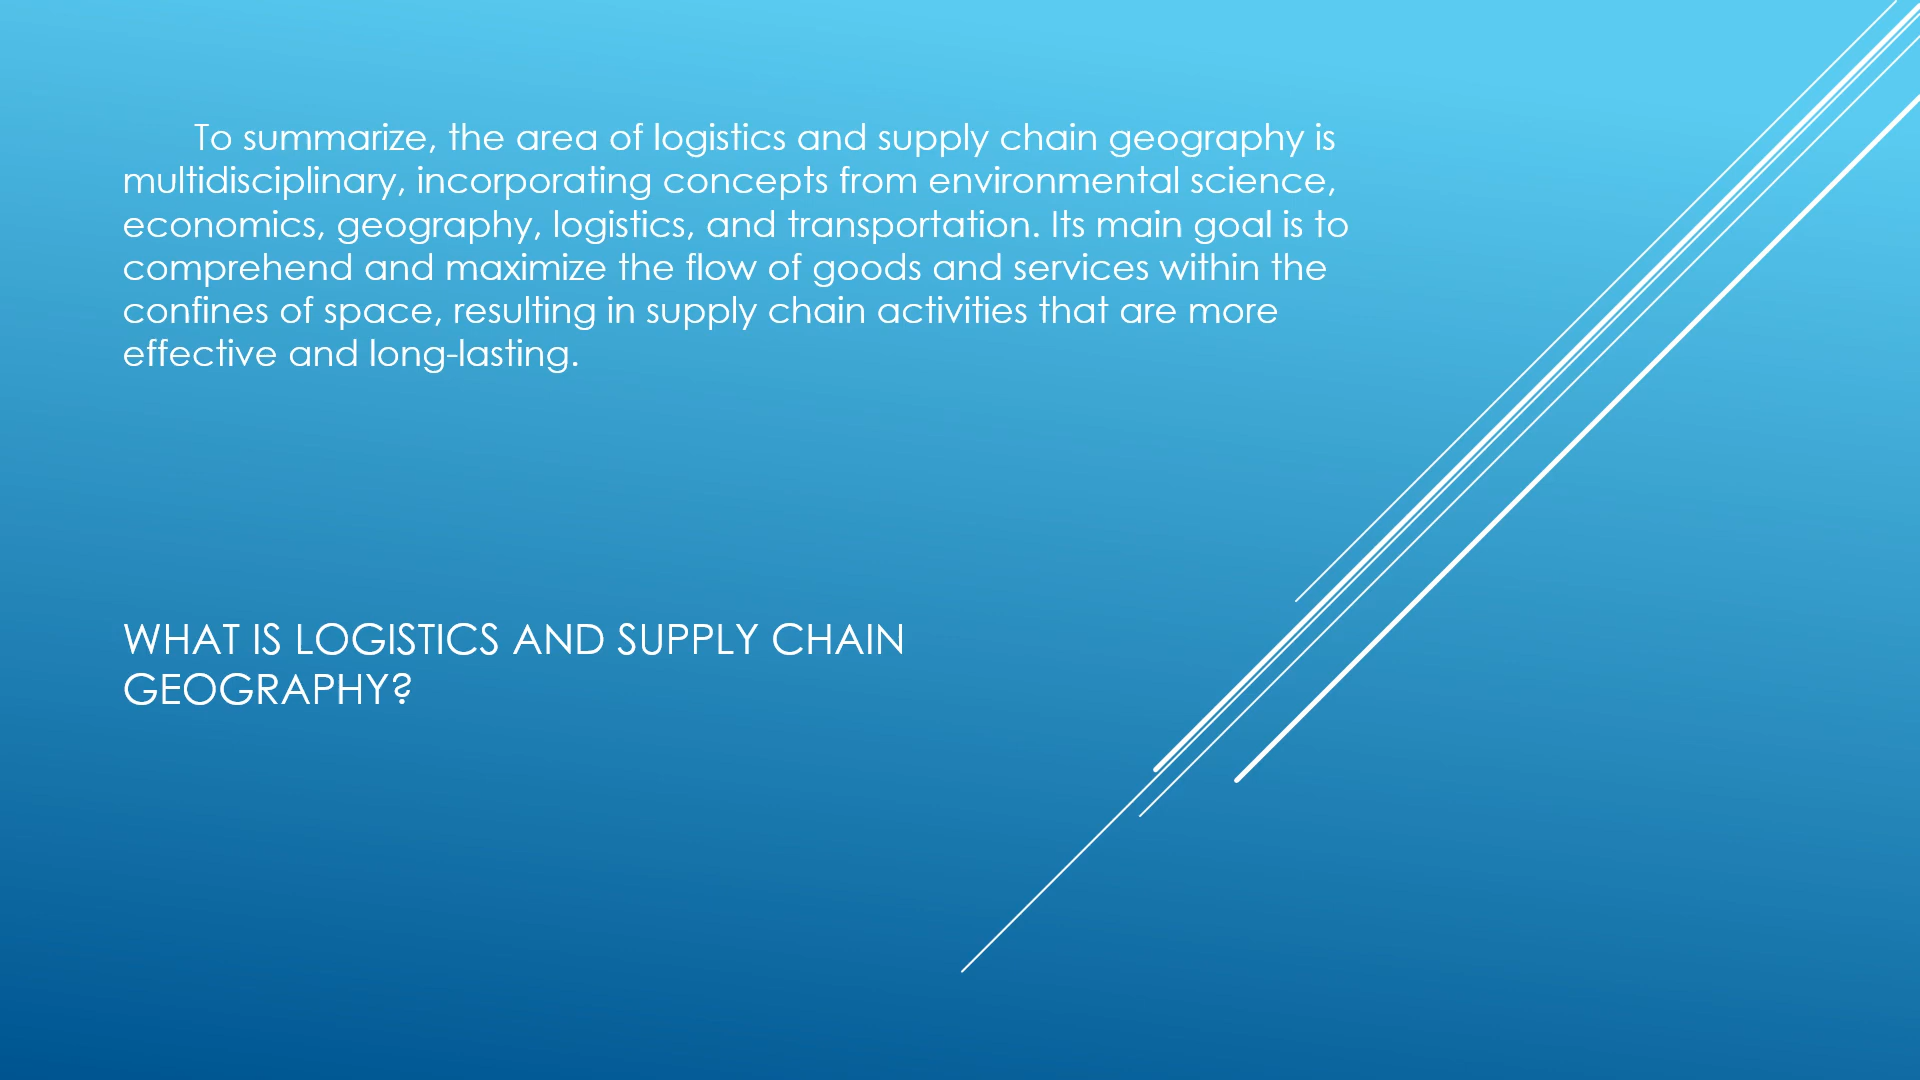 To summarize, the area of logistics and supply chain geography is
multidisciplinary, incorporating concepts from environmental science,
economics, geography, logistics, and transportation. Its main goal is to
comprehend and maximize the flow of goods and services within the
confines of space, resulting in supply chain activities that are more
effective and long-lasting.
WHAT IS LOGISTICS AND SUPPLY CHAIN
GEOGRAPHY?